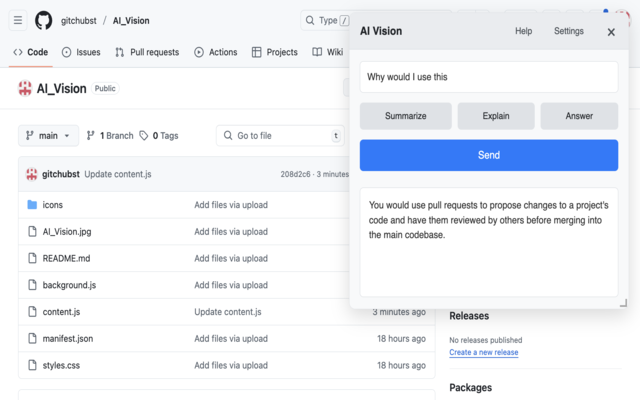 gitchubst / AI_Vision
Type /
Code Issues Pull requests Actions Projects Wiki
AI_Vision Public
main 1 Branch 0 Tags Go to file t
gitchubst Update content.js 208d2c6 · 3 minutes
icons Add files via upload
AI_Vision.jpg Add files via upload
README.md Add files via upload
background.js Add files via upload
content.js Update content.js 3 minutes ago
manifest.json Add files via upload 18 hours ago
styles.css Add files via upload 18 hours ago
AI Vision Help Settings ×
Why would I use this
Summarize Explain Answer
Send
You would use pull requests to propose changes to a project's
code and have them reviewed by others before merging into
the main codebase.
Releases
No releases published
Create a new release
Packages